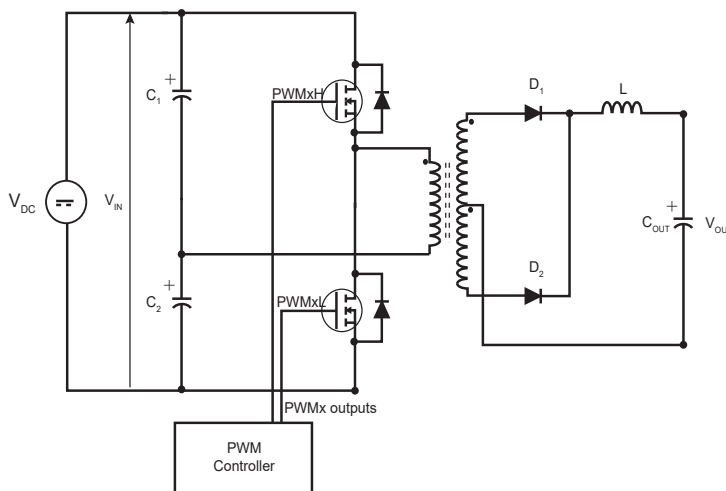 D1
L
PWMxH
C1
VDC
VIN
COUT
VOU
D2
C2
PWMxL
PWMx outputs
PWM
Controller